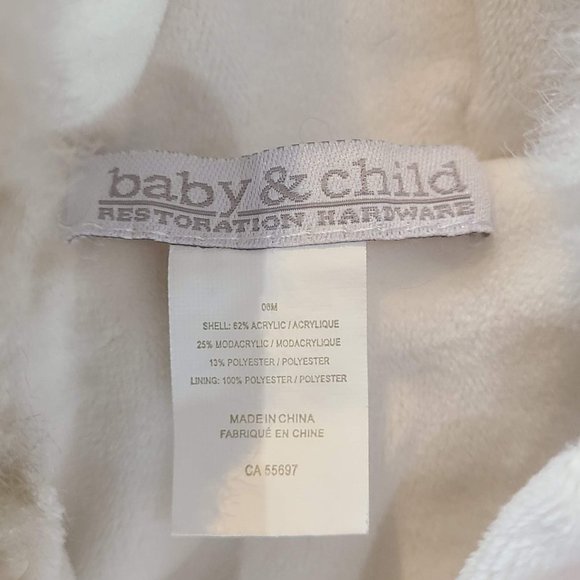 baby & child
RESTORATION HARDWARE
06M
SHELL: 62% ACRYLIC / ACRYLIQUE
25% MODACRYLIC / MODACRYLIQUE
13% POLYESTER / POLYESTER
LINING: 100% POLYESTER / POLYESTER
MADE IN CHINA
FABRIQUÉ EN CHINE
CA 55697